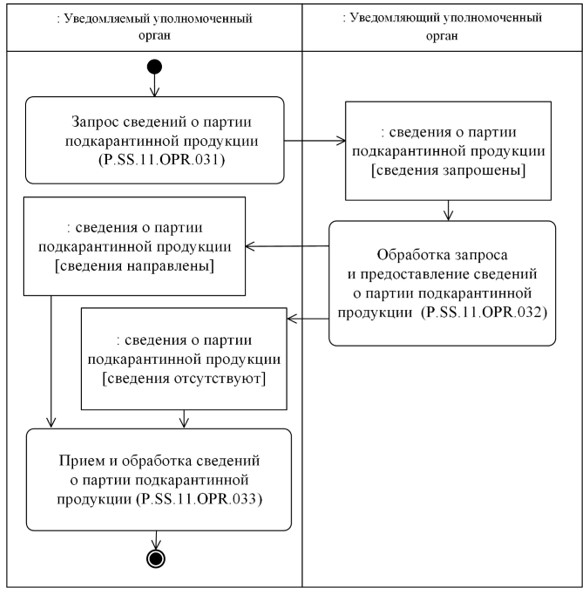 : Уведомляемый уполномоченный
орган
: Уведомляющий уполномоченный
орган
Запрос сведений о партии
подкарантинной продукции
(P.SS.11.OPR.031)
: сведения о партии
подкарантинной продукции
[сведения запрошены]
: сведения о партии
подкарантинной продукции
[сведения направлены]
Обработка запроса
и предоставление сведений
о партии подкарантинной
продукции (P.SS.11.OPR.032)
: сведения о партии
подкарантинной продукции
[сведения отсутствуют]
Прием и обработка сведений
о партии подкарантинной
продукции (P.SS.11.OPR.033)